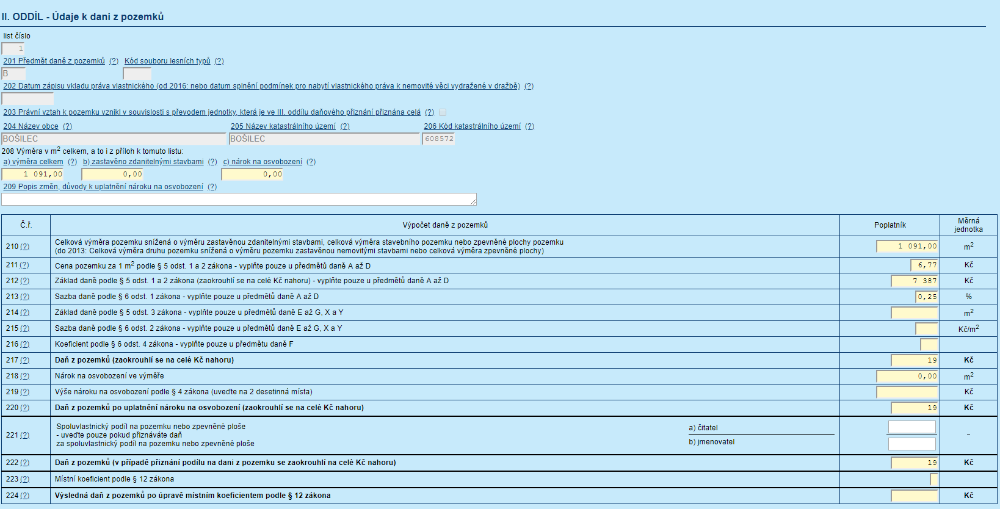 II. ODDÍL - Údaje k dani z pozemků
list číslo
1
201 Předmět daně z pozemků (?) Kód souboru lesních typů (?)
B
202 Datum zápisu vkladu práva vlastnického (od 2016: nebo datum splnění podmínek pro nabytí vlastnického práva k nemovité věci vydražené v dražbě) (?)
203 Právní vztah k pozemku vznikl v souvislosti s převodem jednotky, která je ve III. oddílu daňového přiznání přiznána celá (?)
204 Název obce (?) 205 Název katastrálního území (?) 206 Kód katastrálního území (?)
BOŠILEC BOŠILEC 608572
208 Výměra v m² celkem, a to i z příloh k tomuto listu:
a) výměra celkem (?) b) zastavěno zdanitelnými stavbami (?) c) nárok na osvobození (?)
1 091,00 0,00 0,00
209 Popis změn, důvody k uplatnění nároku na osvobození (?)
Č.ř. Výpočet daně z pozemků Poplatník Měrná jednotka
210 (?) Celková výměra pozemku snížená o výměru zastavěnou zdanitelnými stavbami, celková výměra stavebního pozemku nebo zpevněné plochy pozemku
(do 2013: Celková výměra druhu pozemku snížená o výměru pozemku zastavěnou nemovitými stavbami nebo celková výměra zpevněné plochy) 1 091,00 m²
211 (?) Cena pozemku za 1 m² podle § 5 odst. 1 a 2 zákona - vyplňte pouze u předmětů daně A až D 6,77 Kč
212 (?) Základ daně podle § 5 odst. 1 a 2 zákona (zaokrouhlí se na celé Kč nahoru) - vyplňte pouze u předmětů daně A až D 7 387 Kč
213 (?) Sazba daně podle § 6 odst. 1 zákona - vyplňte pouze u předmětů daně A až D 0,25 %
214 (?) Základ daně podle § 5 odst. 3 zákona - vyplňte pouze u předmětů daně E až G, X a Y m²
215 (?) Sazba daně podle § 6 odst. 2 zákona - vyplňte pouze u předmětů daně E až G, X a Y Kč/m²
216 (?) Koeficient podle § 6 odst. 4 zákona - vyplňte pouze u předmětu daně F
217 (?) Daň z pozemků (zaokrouhlí se na celé Kč nahoru) 19 Kč
218 (?) Nárok na osvobození ve výměře 0,00 m²
219 (?) Výše nároku na osvobození podle § 4 zákona (uveďte na 2 desetinná místa) Kč
220 (?) Daň z pozemků po uplatnění nároku na osvobození (zaokrouhlí se na celé Kč nahoru) 19 Kč
221 (?) Spoluvlastnický podíl na pozemku nebo zpevněné ploše
- uveďte pouze pokud přiznáváte daň
za spoluvlastnický podíl na pozemku nebo zpevněné ploše
a) čitatel
b) jmenovatel
–
222 (?) Daň z pozemků (v případě přiznání podílu na dani z pozemku se zaokrouhlí na celé Kč nahoru) 19 Kč
223 (?) Místní koeficient podle § 12 zákona
224 (?) Výsledná daň z pozemků po úpravě místním koeficientem podle § 12 zákona Kč